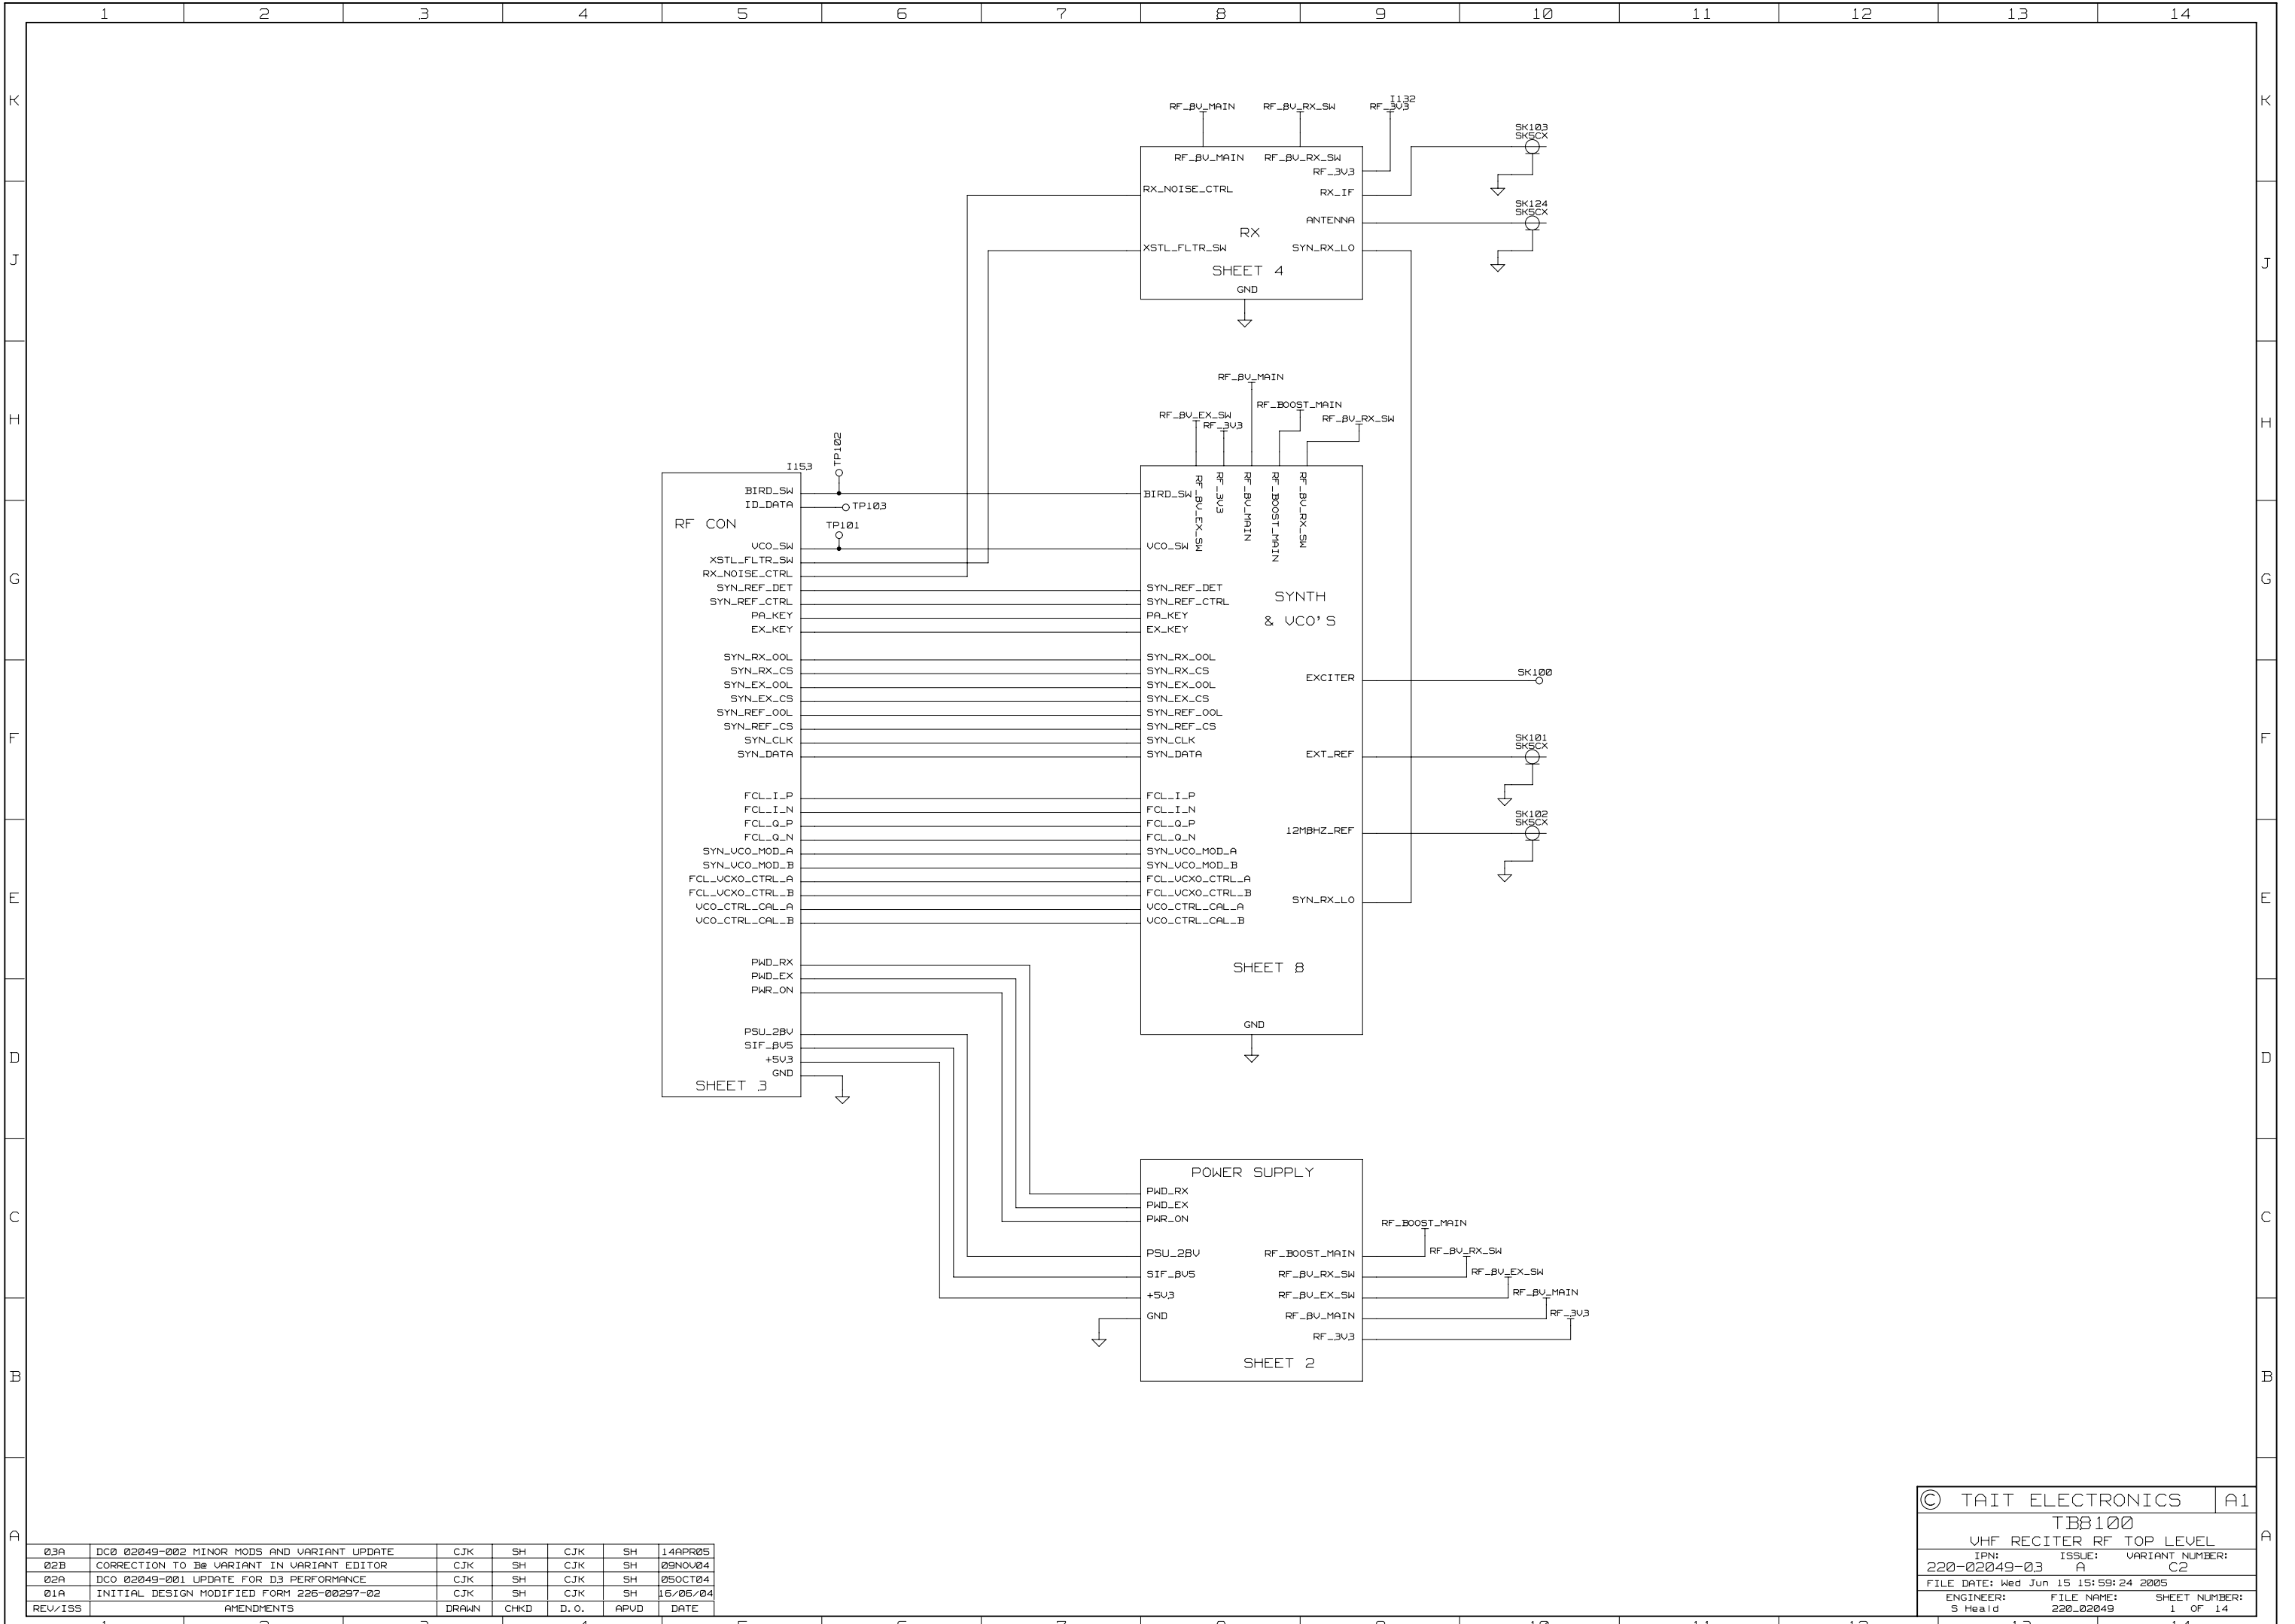 1 2 3 4 5 6 7 8 9 10 11 12 13 14
K
K
J
J
H
H
G
G
F
F
E
E
D
D
C
C
B
B
A
A
RF_8V_MAIN RF_8V_RX_SW RF_3V3 I132
RF_8V_MAIN RF_8V_RX_SW
RF_3V3
RX_NOISE_CTRL RX_IF
ANTENNA
RX
XSTL_FLTR_SW SYN_RX_LO
SHEET 4
GND
SK103
SK5CX
SK124
SK5CX
RF_8V_MAIN
RF_BOOST_MAIN
RF_8V_EX_SW
RF_3V3
RF_8V_RX_SW
I153
TP102
TP103
TP101
BIRD_SW
ID_DATA
RF CON
VCO_SW
XSTL_FLTR_SW
RX_NOISE_CTRL
SYN_REF_DET
SYN_REF_CTRL
PA_KEY
EX_KEY
SYN_RX_OOL
SYN_RX_CS
SYN_EX_OOL
SYN_EX_CS
SYN_REF_OOL
SYN_REF_CS
SYN_CLK
SYN_DATA
FCL_I_P
FCL_I_N
FCL_Q_P
FCL_Q_N
SYN_VCO_MOD_A
SYN_VCO_MOD_B
FCL_VCXO_CTRL_A
FCL_VCXO_CTRL_B
VCO_CTRL_CAL_A
VCO_CTRL_CAL_B
PWD_RX
PWD_EX
PWR_ON
PSU_28V
SIF_8V5
+5V3
GND
SHEET 3
BIRD_SW
RF_8V_EX_SW
RF_3V3
RF_8V_MAIN
RF_BOOST_MAIN
RF_8V_RX_SW
VCO_SW
SYN_REF_DET
SYN_REF_CTRL
PA_KEY
EX_KEY
SYNTH
& VCO'S
SYN_RX_OOL
SYN_RX_CS
SYN_EX_OOL
SYN_EX_CS
SYN_REF_OOL
SYN_REF_CS
SYN_CLK
SYN_DATA
FCL_I_P
FCL_I_N
FCL_Q_P
FCL_Q_N
SYN_VCO_MOD_A
SYN_VCO_MOD_B
FCL_VCXO_CTRL_A
FCL_VCXO_CTRL_B
VCO_CTRL_CAL_A
VCO_CTRL_CAL_B
EXCITER
EXT_REF
12M8HZ_REF
SYN_RX_LO
SHEET 8
GND
SK100
SK101
SK5CX
SK102
SK5CX
POWER SUPPLY
PWD_RX
PWD_EX
PWR_ON
PSU_28V
SIF_8V5
+5V3
GND
RF_BOOST_MAIN
RF_8V_RX_SW
RF_8V_EX_SW
RF_8V_MAIN
RF_3V3
SHEET 2
RF_BOOST_MAIN
RF_8V_RX_SW
RF_8V_EX_SW
RF_8V_MAIN
RF_3V3
03A DC0 02049-002 MINOR MODS AND VARIANT UPDATE CJK SH CJK SH 14APR05
02B CORRECTION TO B@ VARIANT IN VARIANT EDITOR CJK SH CJK SH 09NOV04
02A DCO 02049-001 UPDATE FOR D3 PERFORMANCE CJK SH CJK SH 05OCT04
01A INITIAL DESIGN MODIFIED FORM 226-00297-02 CJK SH CJK SH 16/06/04
REV/ISS AMENDMENTS DRAWN CHKD D.O. APVD DATE
© TAIT ELECTRONICS A1
TB8100
VHF RECITER RF TOP LEVEL
IPN: ISSUE: VARIANT NUMBER:
220-02049-03 A C2
FILE DATE: Wed Jun 15 15:59:24 2005
ENGINEER: FILE NAME: SHEET NUMBER:
S Heald 220_02049 1 OF 14